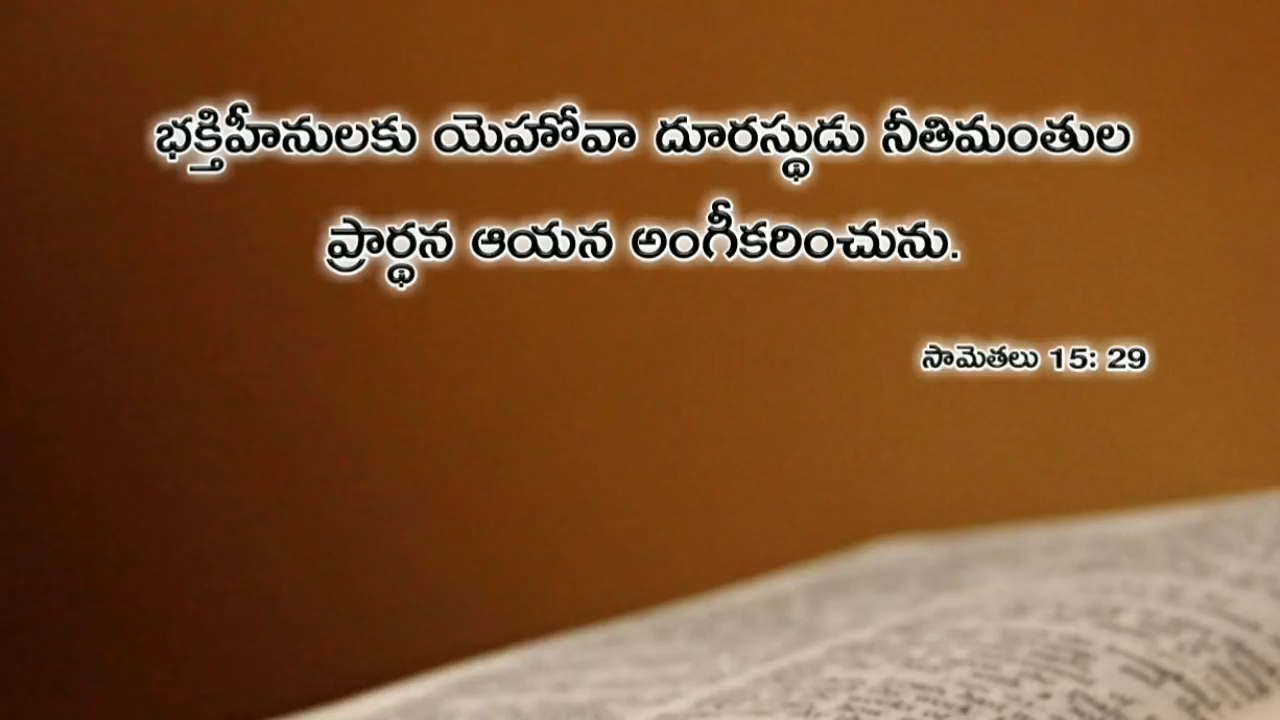 భక్తిహీనులకు యెహోవా దూరస్థుడు నీతిమంతుల
ప్రార్థన ఆయన అంగీకరించును.
సామెతలు 15: 29